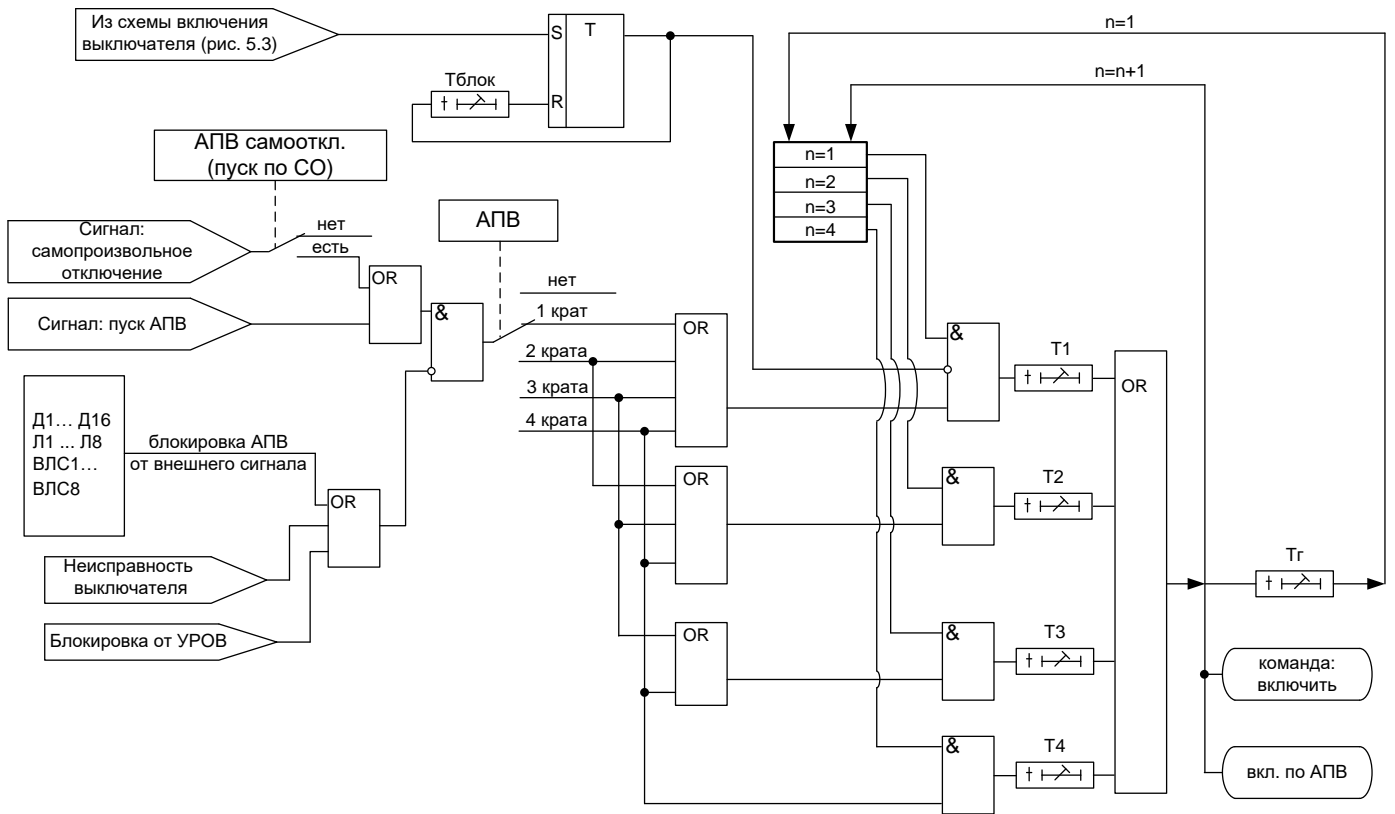 Из схемы включения
выключателя (рис. 5.3)
S
T
R
Тблок
n=1
n=n+1
n=1
n=2
n=3
n=4
АПВ самооткл.
(пуск по СО)
АПВ
Сигнал:
самопроизвольное
отключение
нет
есть
OR
&
Сигнал: пуск АПВ
нет
1 крат
2 крата
3 крата
4 крата
OR
&
T1
OR
Д1... Д16
Л1 ... Л8
ВЛС1...
ВЛС8
блокировка АПВ
от внешнего сигнала
OR
OR
&
T2
Неисправность
выключателя
Блокировка от УРОВ
OR
&
T3
Тг
команда:
включить
&
T4
вкл. по АПВ